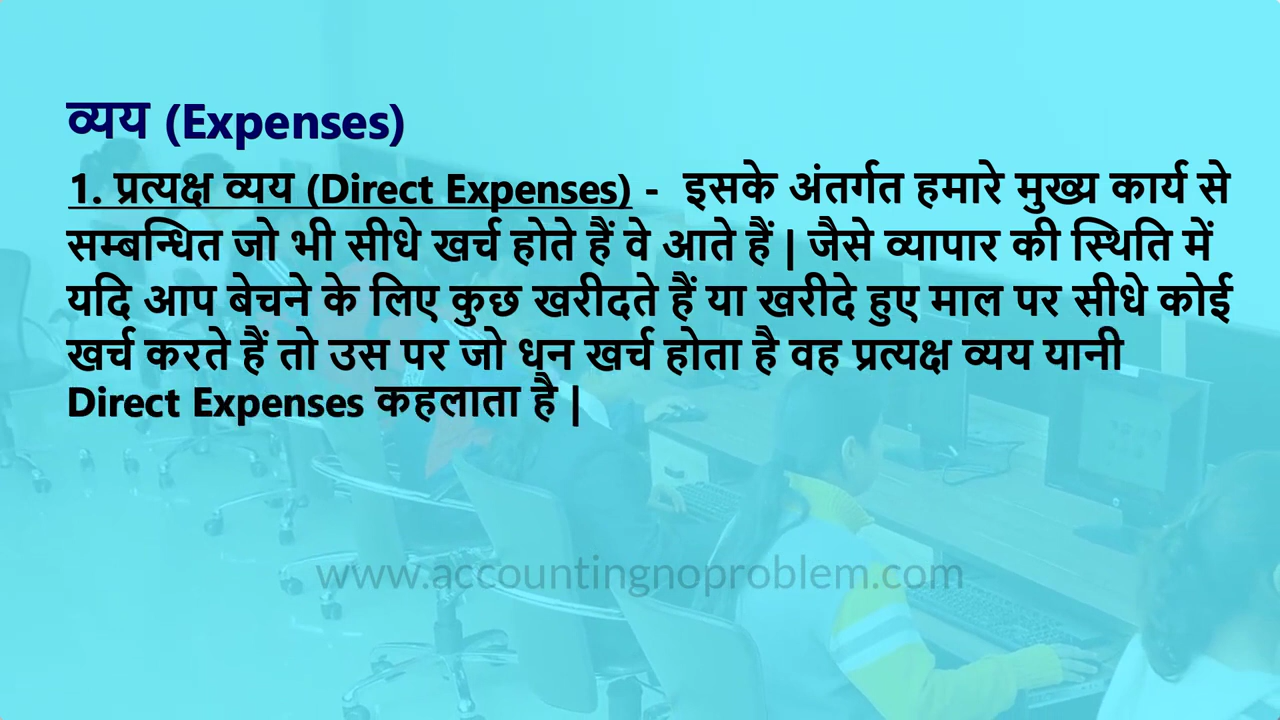 व्यय (Expenses)
1. प्रत्यक्ष व्यय (Direct Expenses) - इसके अंतर्गत हमारे मुख्य कार्य से
सम्बन्धित जो भी सीधे खर्च होते हैं वे आते हैं | जैसे व्यापार की स्थिति में
यदि आप बेचने के लिए कुछ खरीदते हैं या खरीदे हुए माल पर सीधे कोई
खर्च करते हैं तो उस पर जो धन खर्च होता है वह प्रत्यक्ष व्यय यानी
Direct Expenses कहलाता है |
www.accountingnoproblem.com